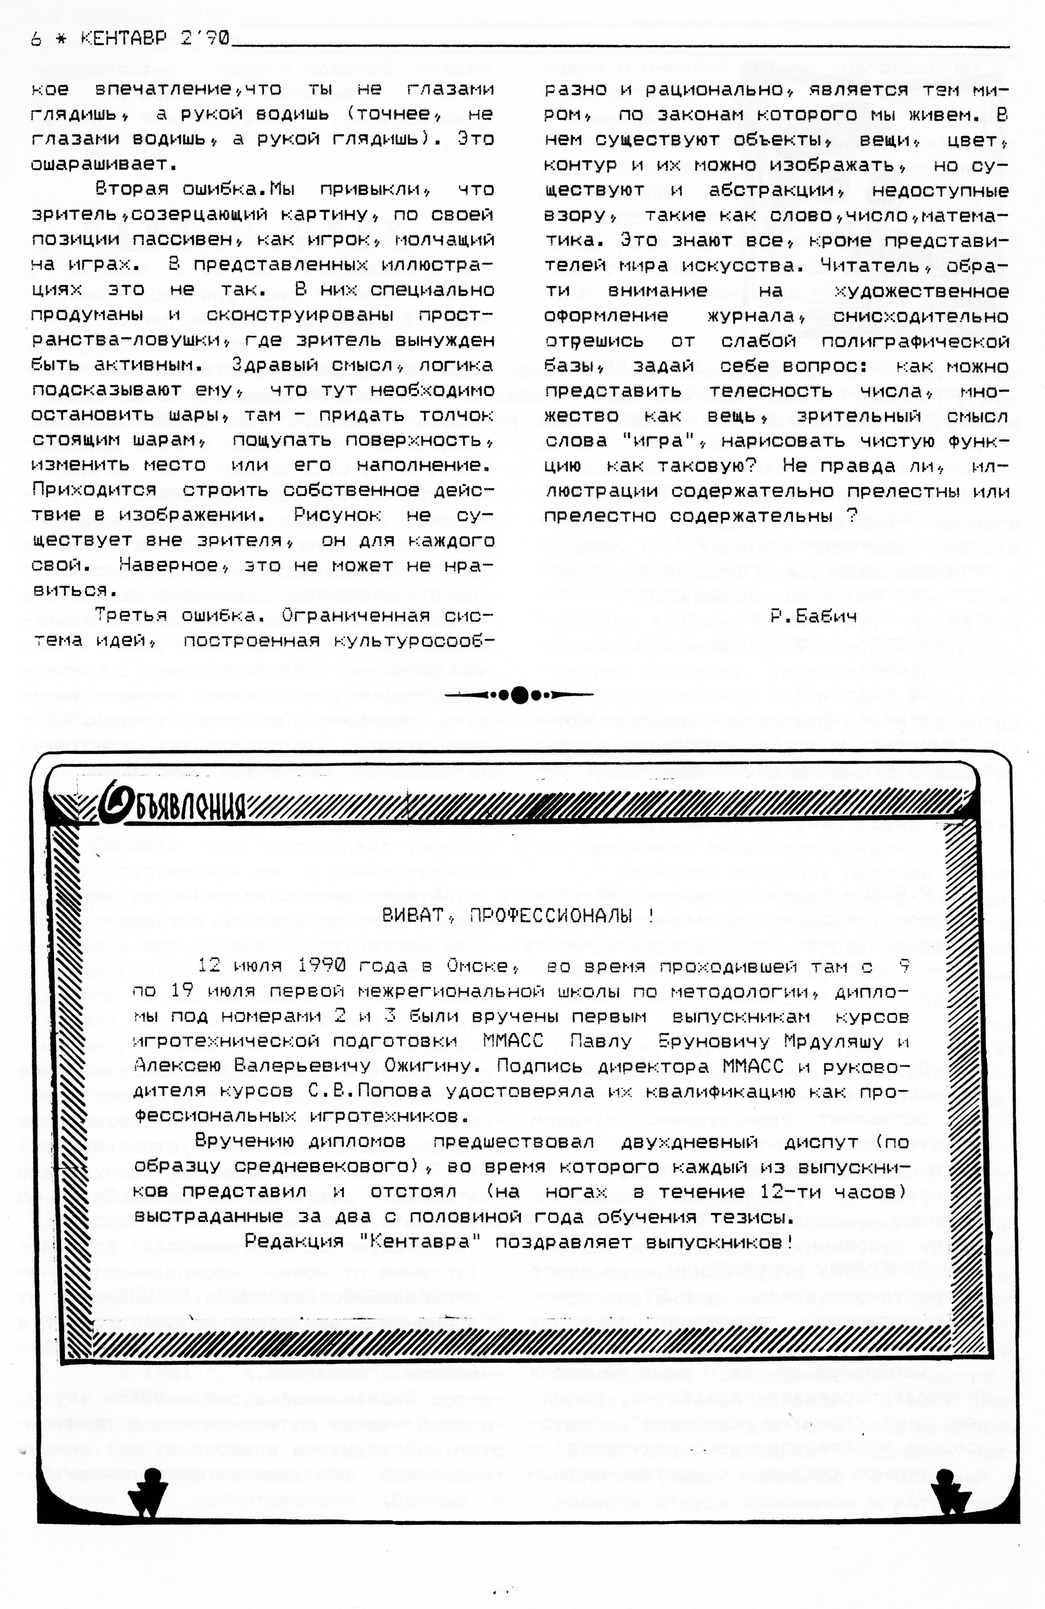 6 * КЕНТАВР 2'90
кое впечатление,что ты не глазами
глядишь, а рукой водишь (точнее, не
глазами водишь, а рукой глядишь). Это
ошарашивает.
Вторая ошибка.Мы привыкли, что
зритель,созерцающий картину, по своей
позиции пассивен, как игрок, молчащий
на играх. В представленных иллюстра-
циях это не так. В них специально
продуманы и сконструированы прост-
ранства-ловушки, где зритель вынужден
быть активным. Здравый смысл, логика
подсказывают ему, что тут необходимо
остановить шары, там - придать толчок
стоящим шарам, пощупать поверхность,
изменить место или его наполнение.
Приходится строить собственное дейс-
твие в изображении. Рисунок не су-
ществует вне зрителя, он для каждого
свой. Наверное, это не может не нра-
виться.
Третья ошибка. Ограниченная сис-
тема идей, построенная культуросооб-
разно и рационально, является тем ми-
ром, по законам которого мы живем. В
нем существуют объекты, вещи, цвет,
контур и их можно изображать, но су-
ществуют и абстракции, недоступные
взору, такие как слово,число,матема-
тика. Это знают все, кроме представи-
телей мира искусства. Читатель, обра-
ти внимание на художественное
оформление журнала, снисходительно
отрешись от слабой полиграфической
базы, задай себе вопрос: как можно
представить телесность числа, мно-
жество как вещь, зрительный смысл
слова "игра", нарисовать чистую функ-
цию как таковую? Не правда ли, ил-
люстрации содержательно прелестны или
прелестно содержательны ?
Р.Бабич
Объявления
ВИВАТ, ПРОФЕССИОНАЛЫ !
12 июля 1990 года в Омске, во время проходившей там с 9
по 19 июля первой межрегиональной школы по методологии, дипло-
мы под номерами 2 и 3 были вручены первым выпускникам курсов
игротехнической подготовки ММАСС Павлу Бруновичу Мрдуляшу и
Алексею Валерьевичу Ожигину. Подпись директора ММАСС и руково-
дителя курсов С.В.Попова удостоверяла их квалификацию как про-
фессиональных игротехников.
Вручению дипломов предшествовал двухдневный диспут (по
образцу средневекового), во время которого каждый из выпускни-
ков представил и отстоял (на ногах в течение 12-ти часов)
выстраданные за два с половиной года обучения тезисы.
Редакция "Кентавра" поздравляет выпускников!